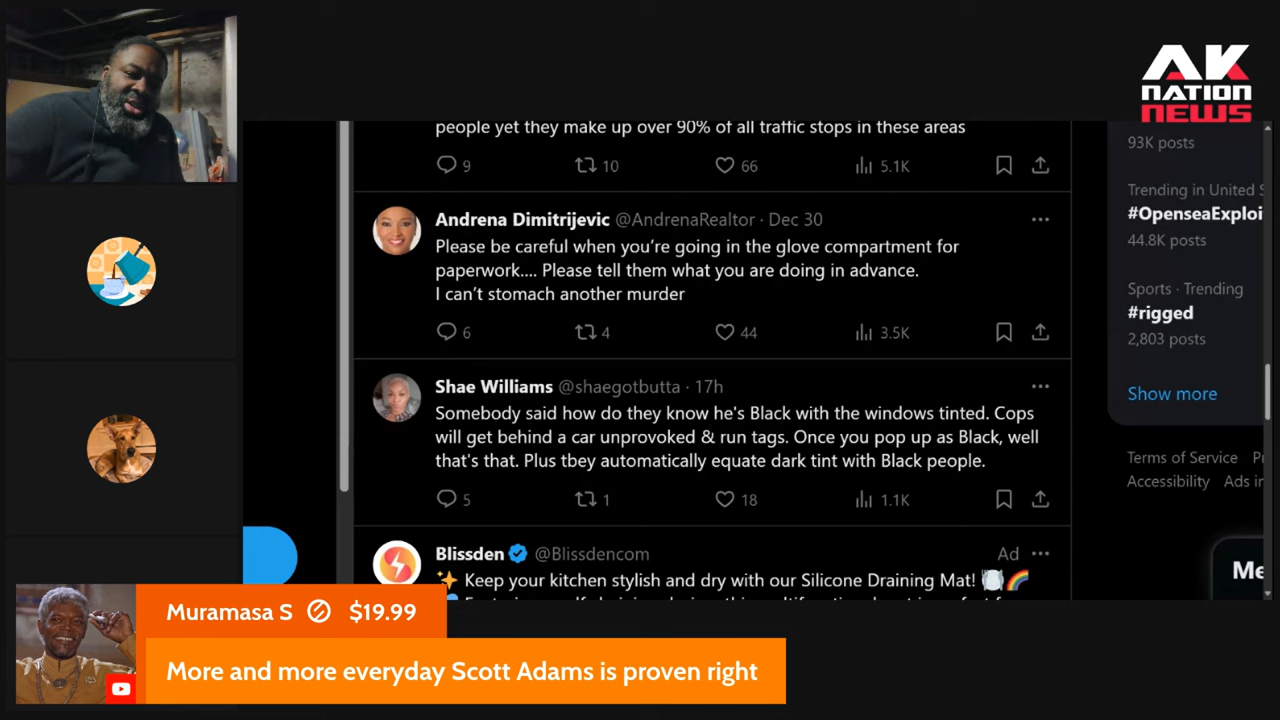 AK
NATION
NEWS
people yet they make up over 90% of all traffic stops in these areas
9 10 66 5.1K
Andrena Dimitrijevic @AndrenaRealtor · Dec 30
Please be careful when you're going in the glove compartment for
paperwork.... Please tell them what you are doing in advance.
I can't stomach another murder
6 4 44 3.5K
Shae Williams @shaegotbutta · 17h
Somebody said how do they know he's Black with the windows tinted. Cops
will get behind a car unprovoked & run tags. Once you pop up as Black, well
that's that. Plus tbey automatically equate dark tint with Black people.
5 1 18 1.1K
Blissden @Blissdencom Ad
✨ Keep your kitchen stylish and dry with our Silicone Draining Mat! 🍽️🌈
93K posts
Trending in United S
#OpenseaExploi
44.8K posts
Sports · Trending
#rigged
2,803 posts
Show more
Terms of Service P
Accessibility Ads in
Me
Muramasa S $19.99
More and more everyday Scott Adams is proven right